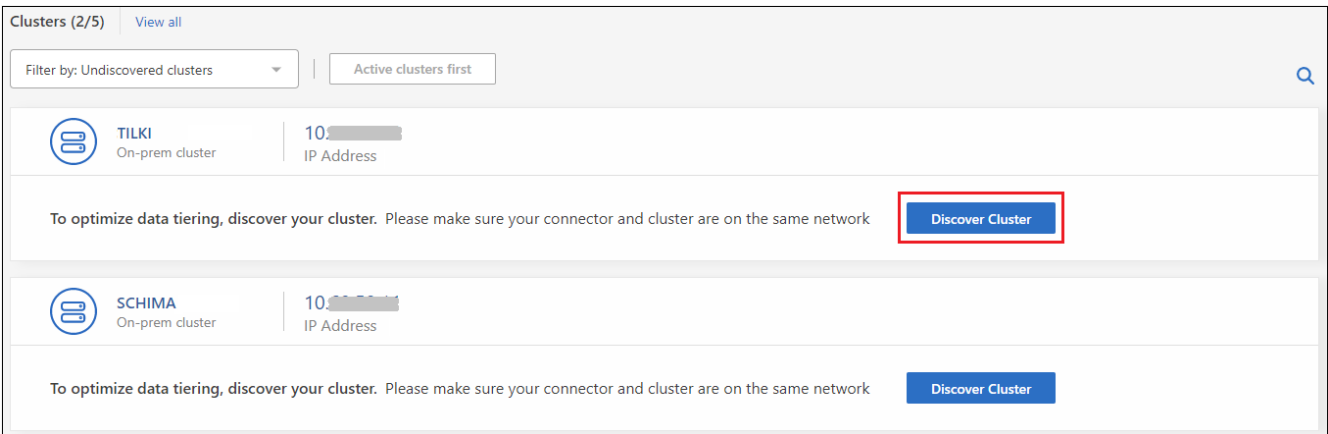 Clusters (2/5) View all
Filter by: Undiscovered clusters Active clusters first
TILKI 10.
On-prem cluster IP Address
To optimize data tiering, discover your cluster. Please make sure your connector and cluster are on the same network Discover Cluster
SCHIMA 10.
On-prem cluster IP Address
To optimize data tiering, discover your cluster. Please make sure your connector and cluster are on the same network Discover Cluster